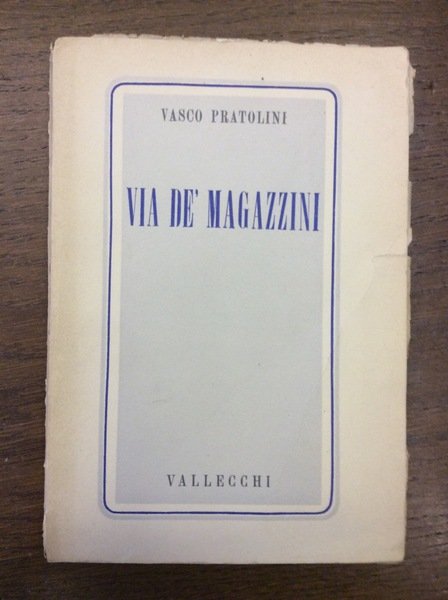 VASCO PRATOLINI
VIA DE' MAGAZZINI
VALLECCHI